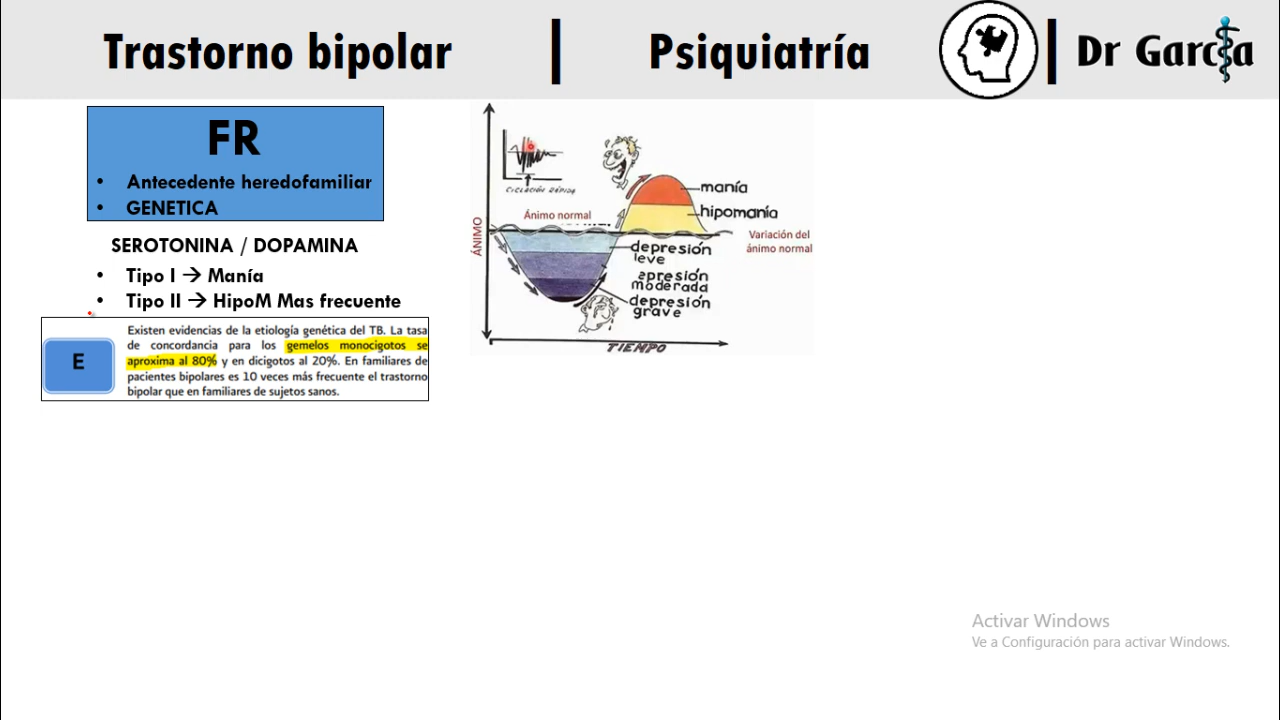 Trastorno bipolar | Psiquiatría | Dr García
FR
• Antecedente heredofamiliar
• GENETICA
SEROTONINA / DOPAMINA
• Tipo I → Manía
• Tipo II → HipoM Mas frecuente
E
Existen evidencias de la etiología genética del TB. La tasa
de concordancia para los gemelos monocigotos se
aproxima al 80% y en dicigotos al 20%. En familiares de
pacientes bipolares es 10 veces más frecuente el trastorno
bipolar que en familiares de sujetos sanos.
CICLACIÓN RÁPIDA
manía
Ánimo normal
hipomanía
ÁNIMO
Variación del
ánimo normal
depresión
leve
epresión
moderada
depresión
grave
TIEMPO
Activar Windows
Ve a Configuración para activar Windows.